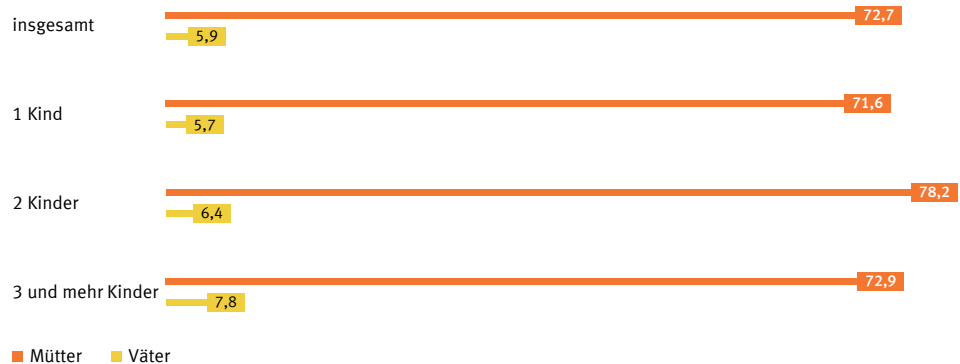 insgesamt
72,7
5,9
1 Kind
71,6
5,7
2 Kinder
78,2
6,4
3 und mehr Kinder
72,9
7,8
Mütter Väter